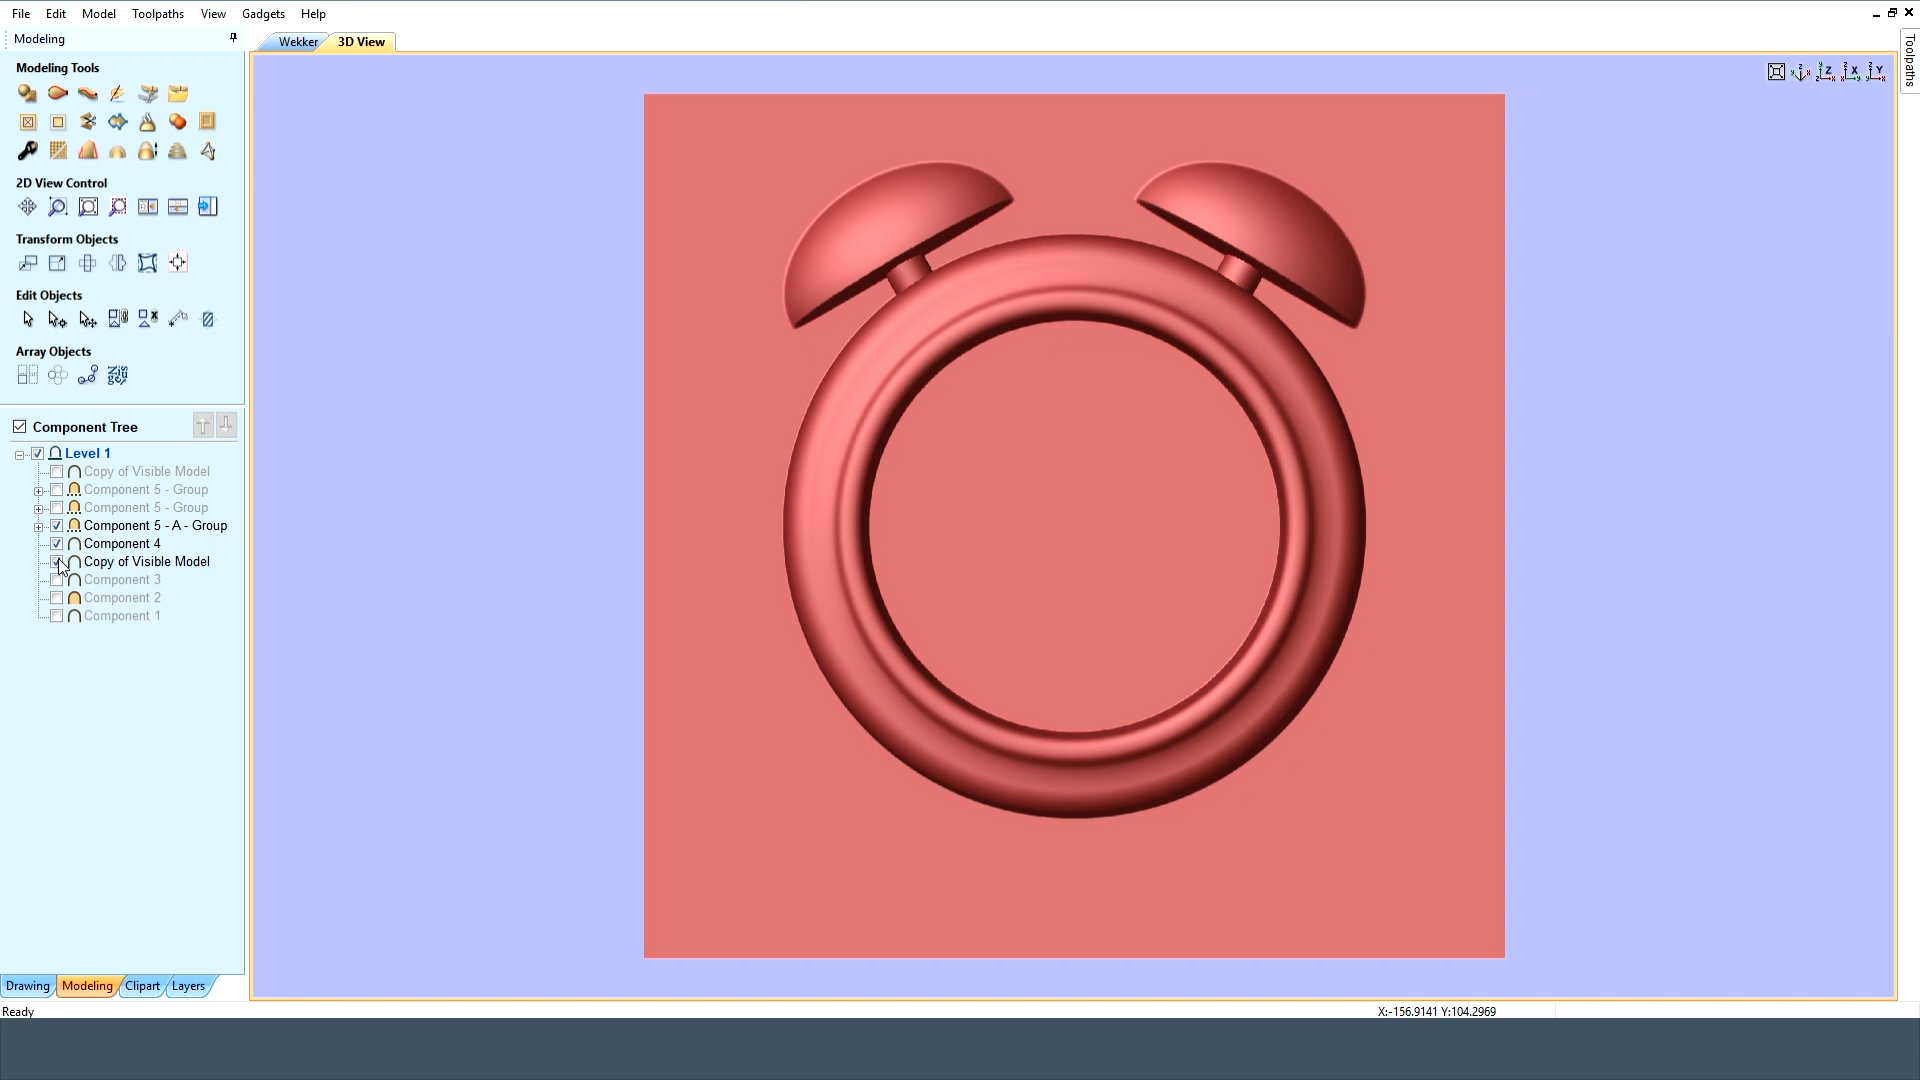 File Edit Model Toolpaths View Gadgets Help
Modeling
Wekker 3D View
Toolpaths
Modeling Tools
2D View Control
Transform Objects
Edit Objects
Array Objects
Component Tree
Level 1
Copy of Visible Model
Component 5 - Group
Component 5 - Group
Component 5 - A - Group
Component 4
Copy of Visible Model
Component 3
Component 2
Component 1
Drawing Modeling Clipart Layers
Ready
X:-156.9141 Y:104.2969